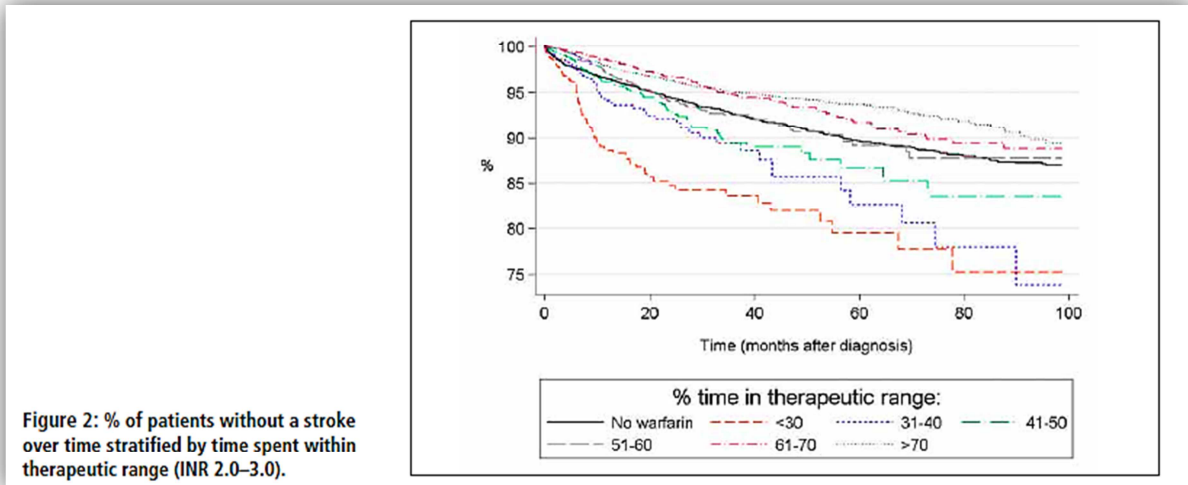 100
95
90
85
80
75
%
0 20 40 60 80 100
Time (months after diagnosis)
% time in therapeutic range:
No warfarin <30 31-40 41-50
51-60 61-70 >70
Figure 2: % of patients without a stroke
over time stratified by time spent within
therapeutic range (INR 2.0–3.0).